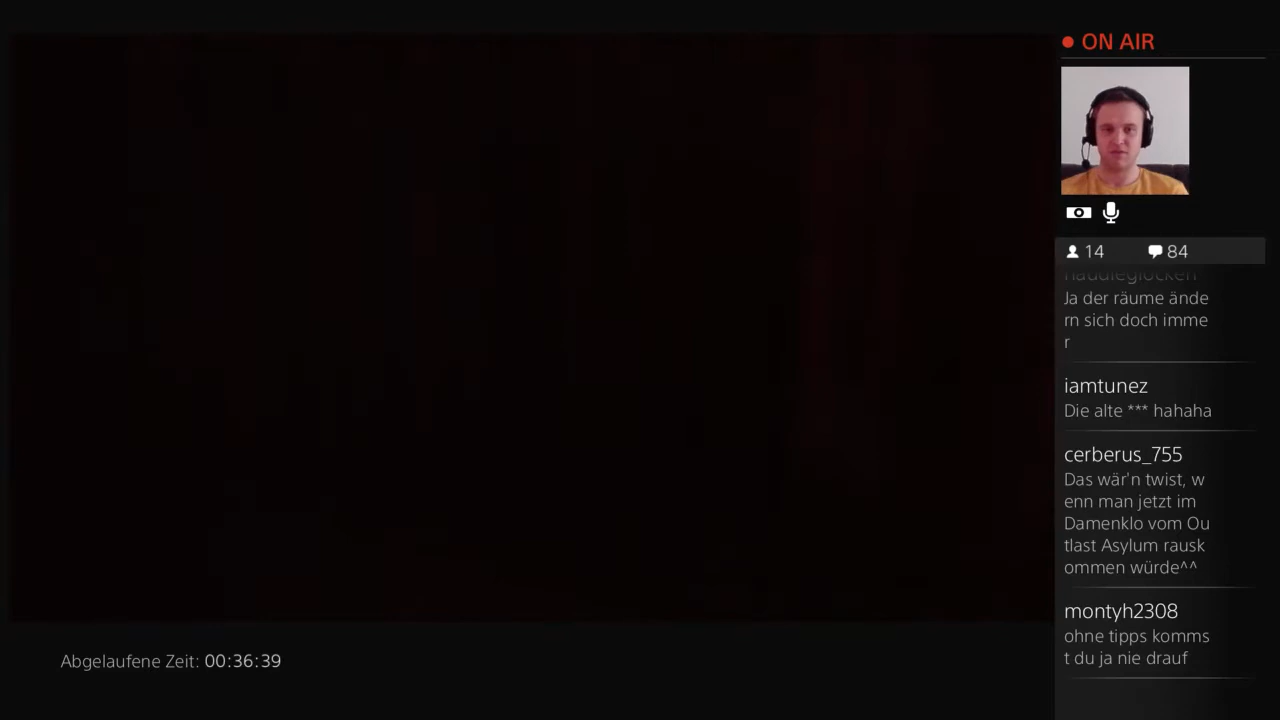 ON AIR
14 84
Ja der räume ände
rn sich doch imme
r
iamtunez
Die alte *** hahaha
cerberus_755
Das wär'n twist, w
enn man jetzt im
Damenklo vom Ou
tlast Asylum rausk
ommen würde^^
montyh2308
ohne tipps komms
t du ja nie drauf
Abgelaufene Zeit: 00:36:39